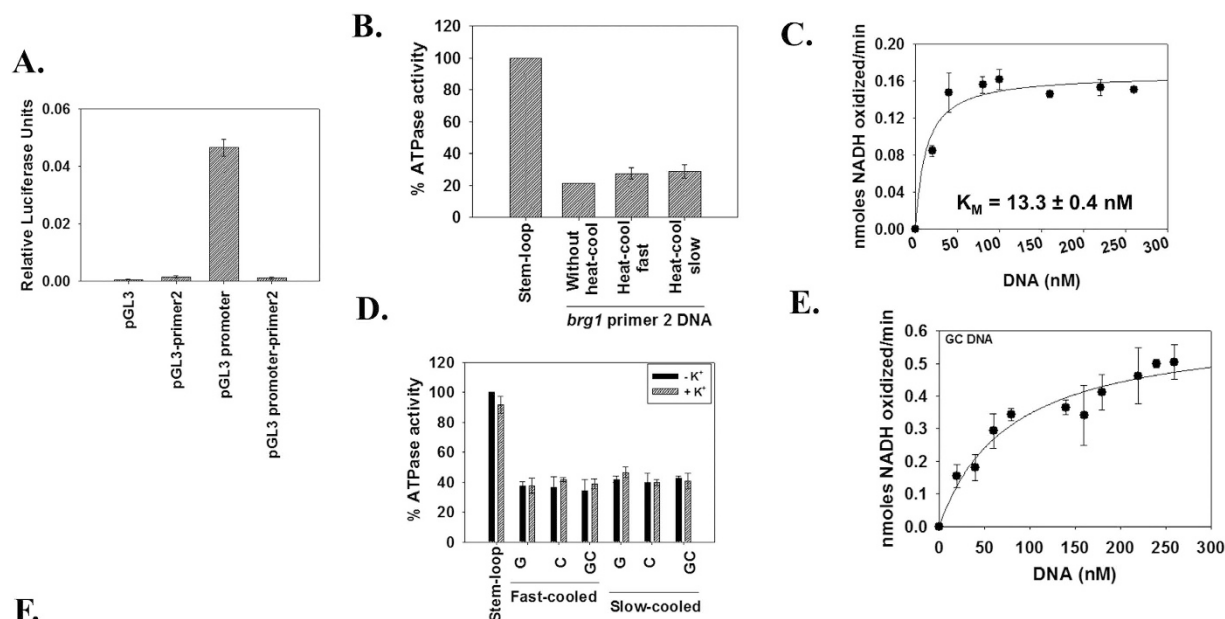 A.
Relative Luciferase Units
0.06
0.04
0.02
0.00
pGL3
pGL3-primer2
pGL3 promoter
pGL3 promoter-primer2
B.
% ATPase activity
120
100
80
60
40
20
0
Stem-loop
Without
heat-cool
Heat-cool
fast
Heat-cool
slow
brg1 primer 2 DNA
C.
nmoles NADH oxidized/min
0.20
0.16
0.12
0.08
0.04
0.00
KM = 13.3 ± 0.4 nM
0 50 100 150 200 250 300
DNA (nM)
D.
% ATPase activity
120
100
80
60
40
20
0
- K+
+ K+
Stem-loop
G
C
GC
G
C
GC
Fast-cooled
Slow-cooled
E.
nmoles NADH oxidized/min
0.6
0.5
0.4
0.3
0.2
0.1
0.0
GC DNA
0 50 100 150 200 250 300
DNA (nM)